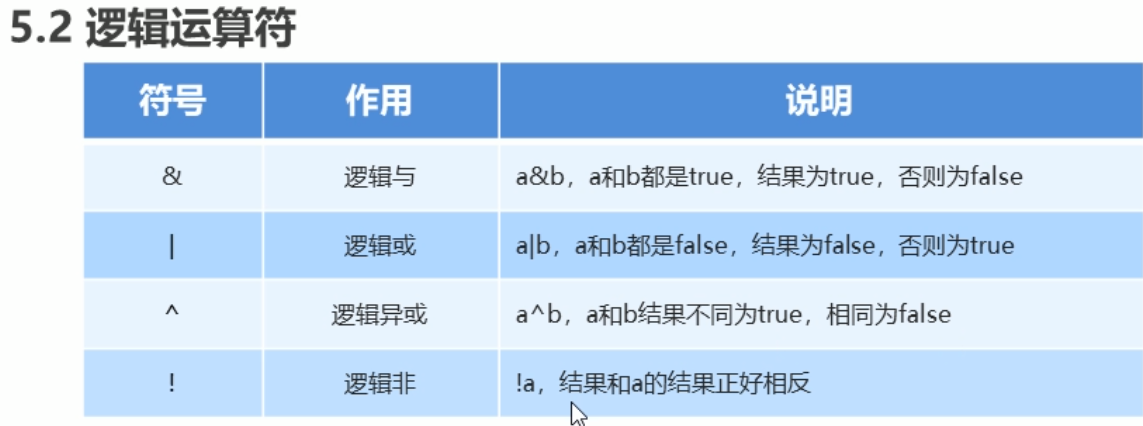 5.2 逻辑运算符
符号 作用 说明
& 逻辑与 a&b，a和b都是true，结果为true，否则为false
| 逻辑或 a|b，a和b都是false，结果为false，否则为true
^ 逻辑异或 a^b，a和b结果不同为true，相同为false
! 逻辑非 !a，结果和a的结果正好相反